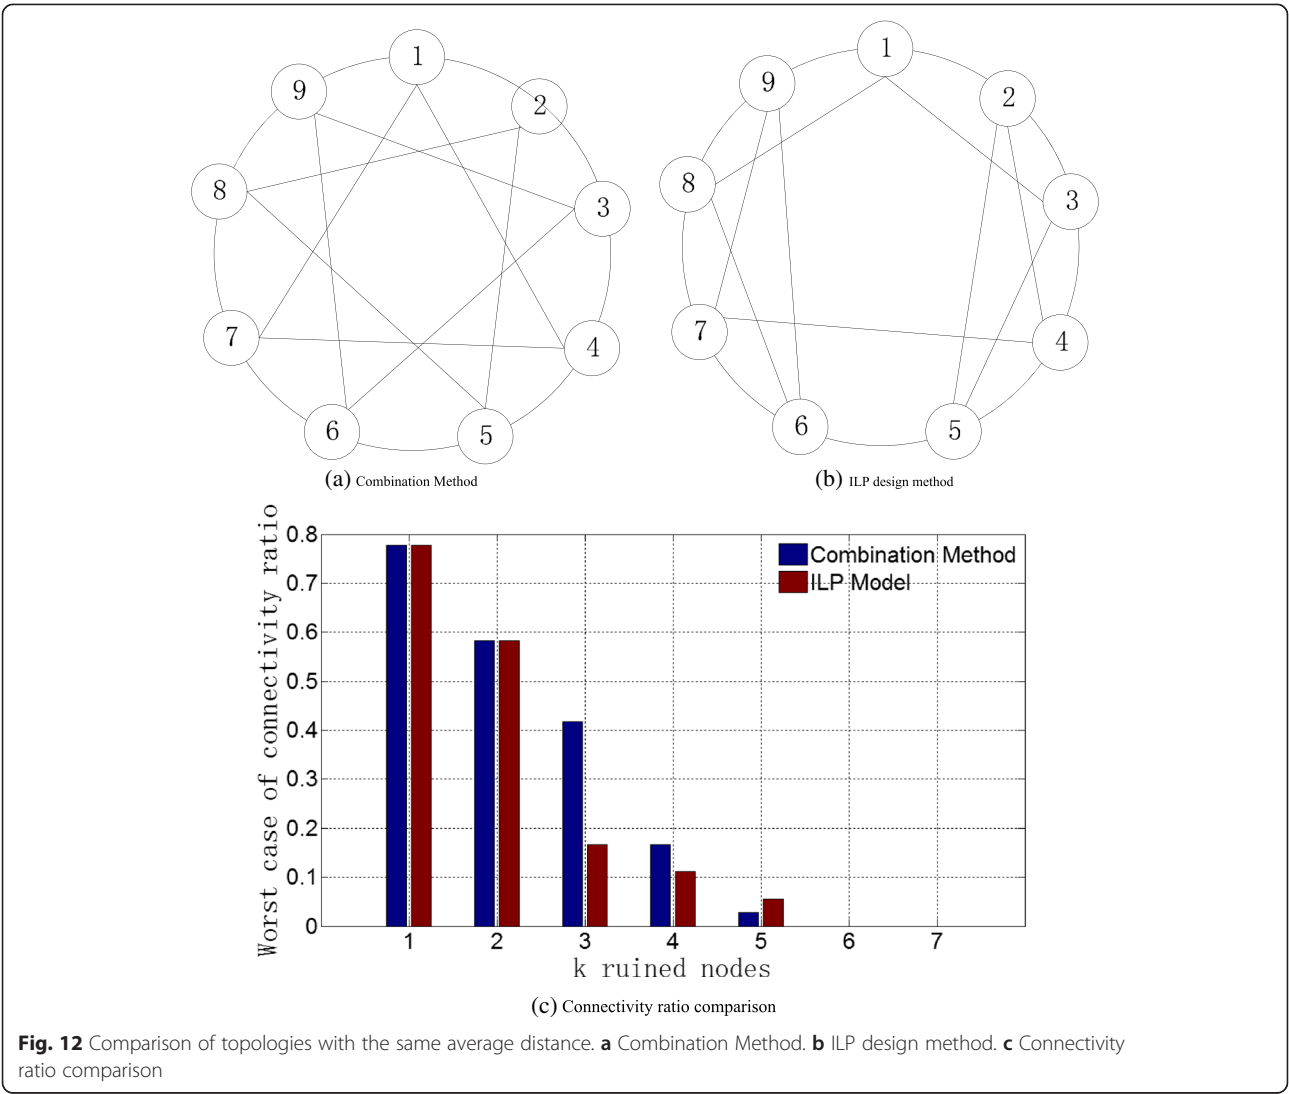 1
2
3
4
5
6
7
8
9
(a) Combination Method
1
2
3
4
5
6
7
8
9
(b) ILP design method
Worst case of connectivity ratio
0.8
0.7
0.6
0.5
0.4
0.3
0.2
0.1
0
Combination Method
ILP Model
1 2 3 4 5 6 7
k ruined nodes
(c) Connectivity ratio comparison
Fig. 12 Comparison of topologies with the same average distance. a Combination Method. b ILP design method. c Connectivity
ratio comparison